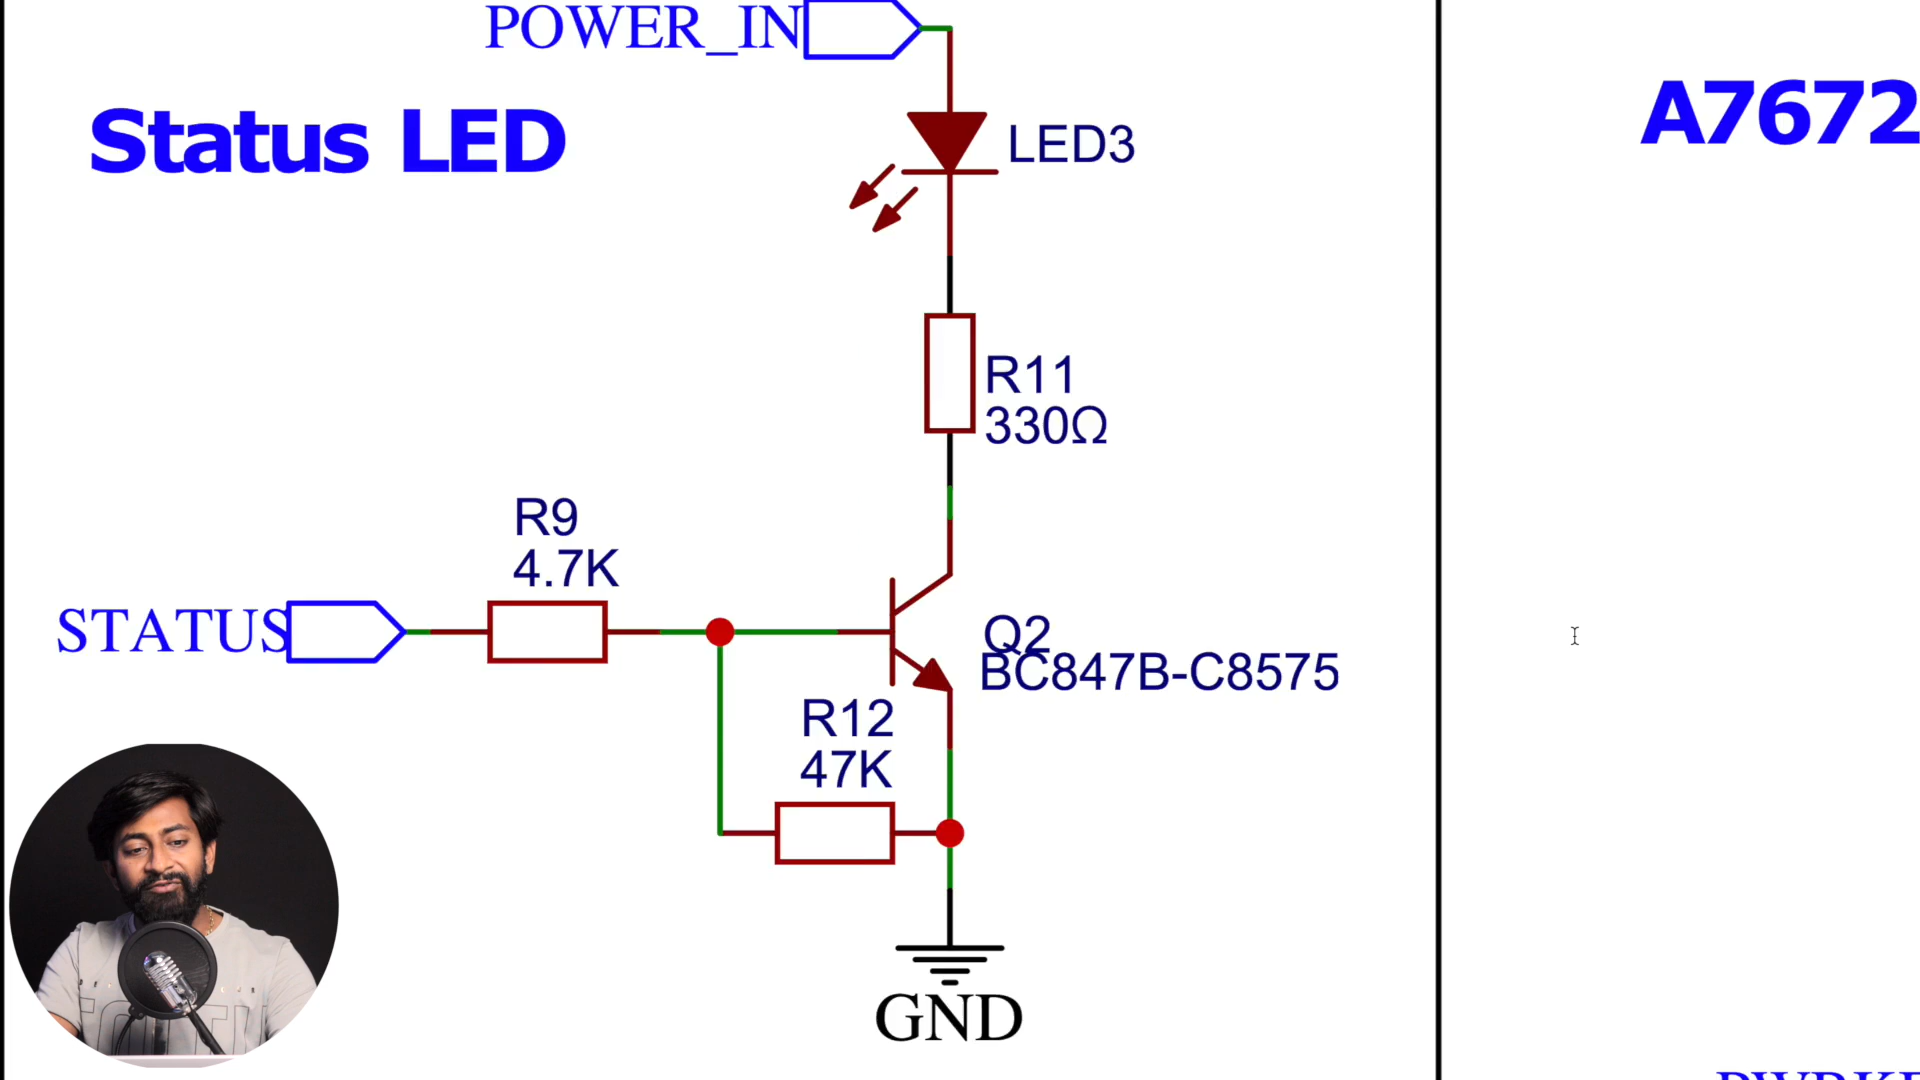 POWER_IN
Status LED
LED3
A7672
R11
330Ω
R9
4.7K
STATUS
Q2
BC847B-C8575
R12
47K
GND